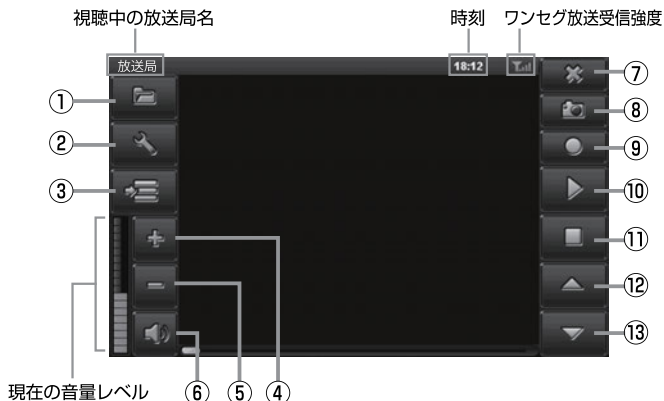 視聴中の放送局名
時刻
ワンセグ放送受信強度
放送局
18:12
①
②
③
⑦
⑧
⑨
⑩
⑪
⑫
⑬
現在の音量レベル
⑥
⑤
④